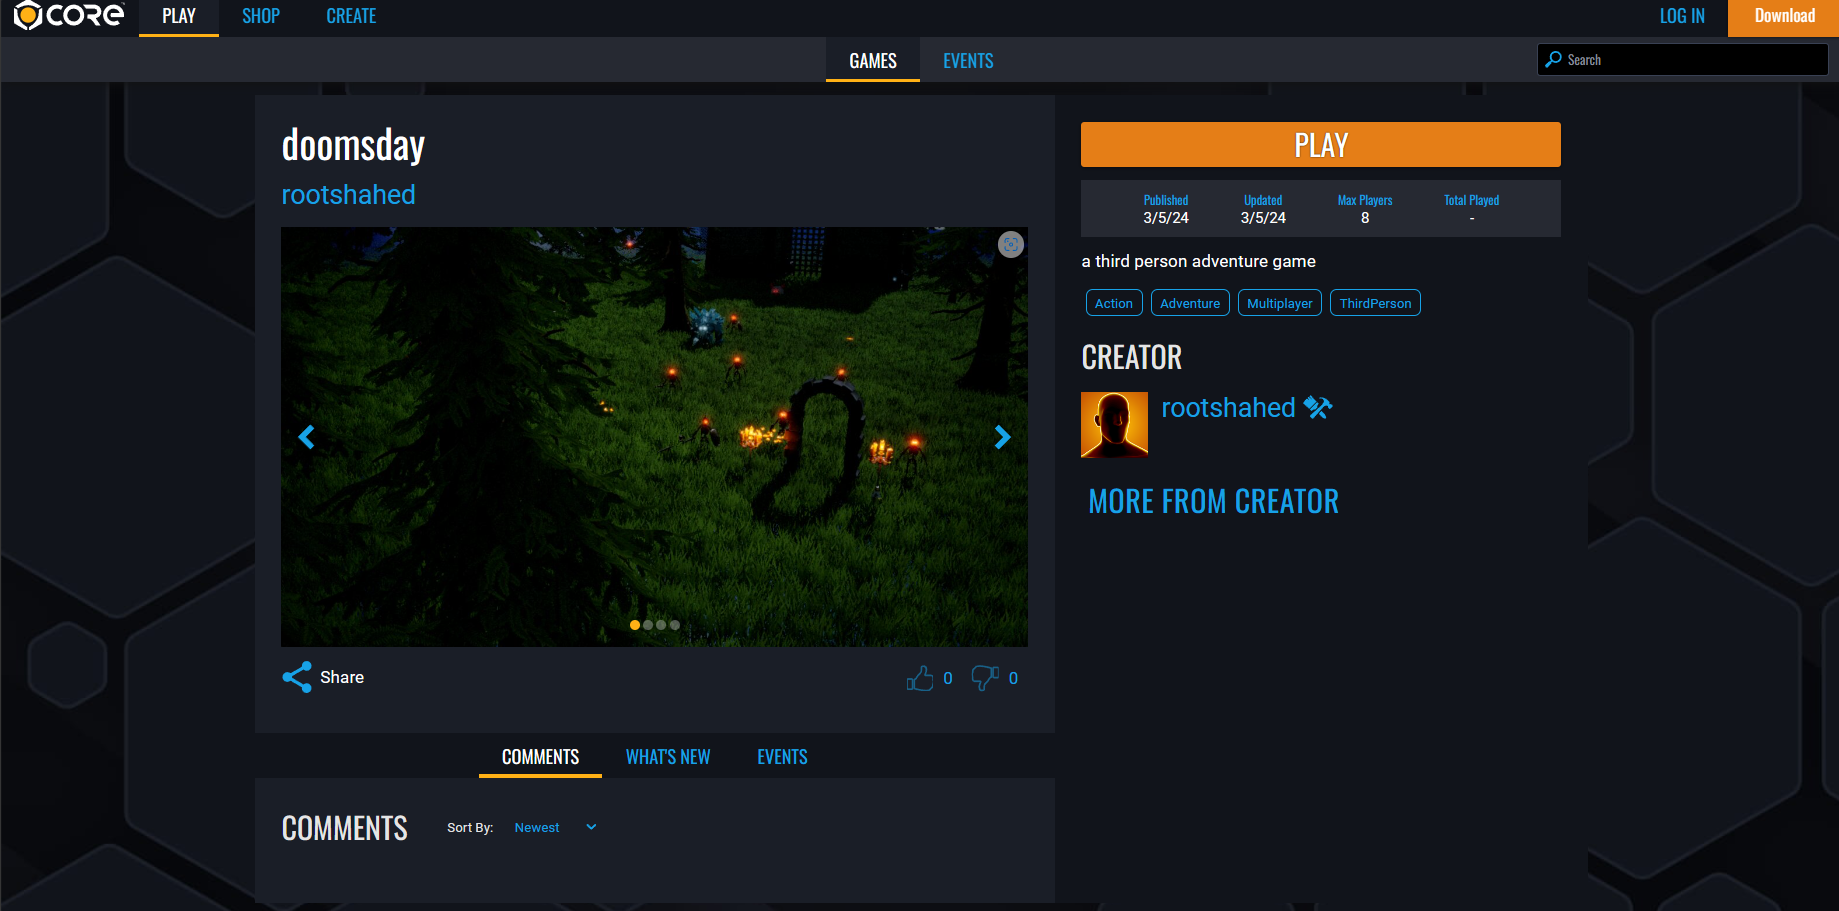 CORE
PLAY
SHOP
CREATE
LOG IN
Download
GAMES
EVENTS
Search
doomsday
rootshahed
Share
0
0
PLAY
Published
Updated
Max Players
Total Played
3/5/24
3/5/24
8
-
a third person adventure game
Action
Adventure
Multiplayer
ThirdPerson
CREATOR
rootshahed
MORE FROM CREATOR
COMMENTS
WHAT'S NEW
EVENTS
COMMENTS
Sort By:
Newest